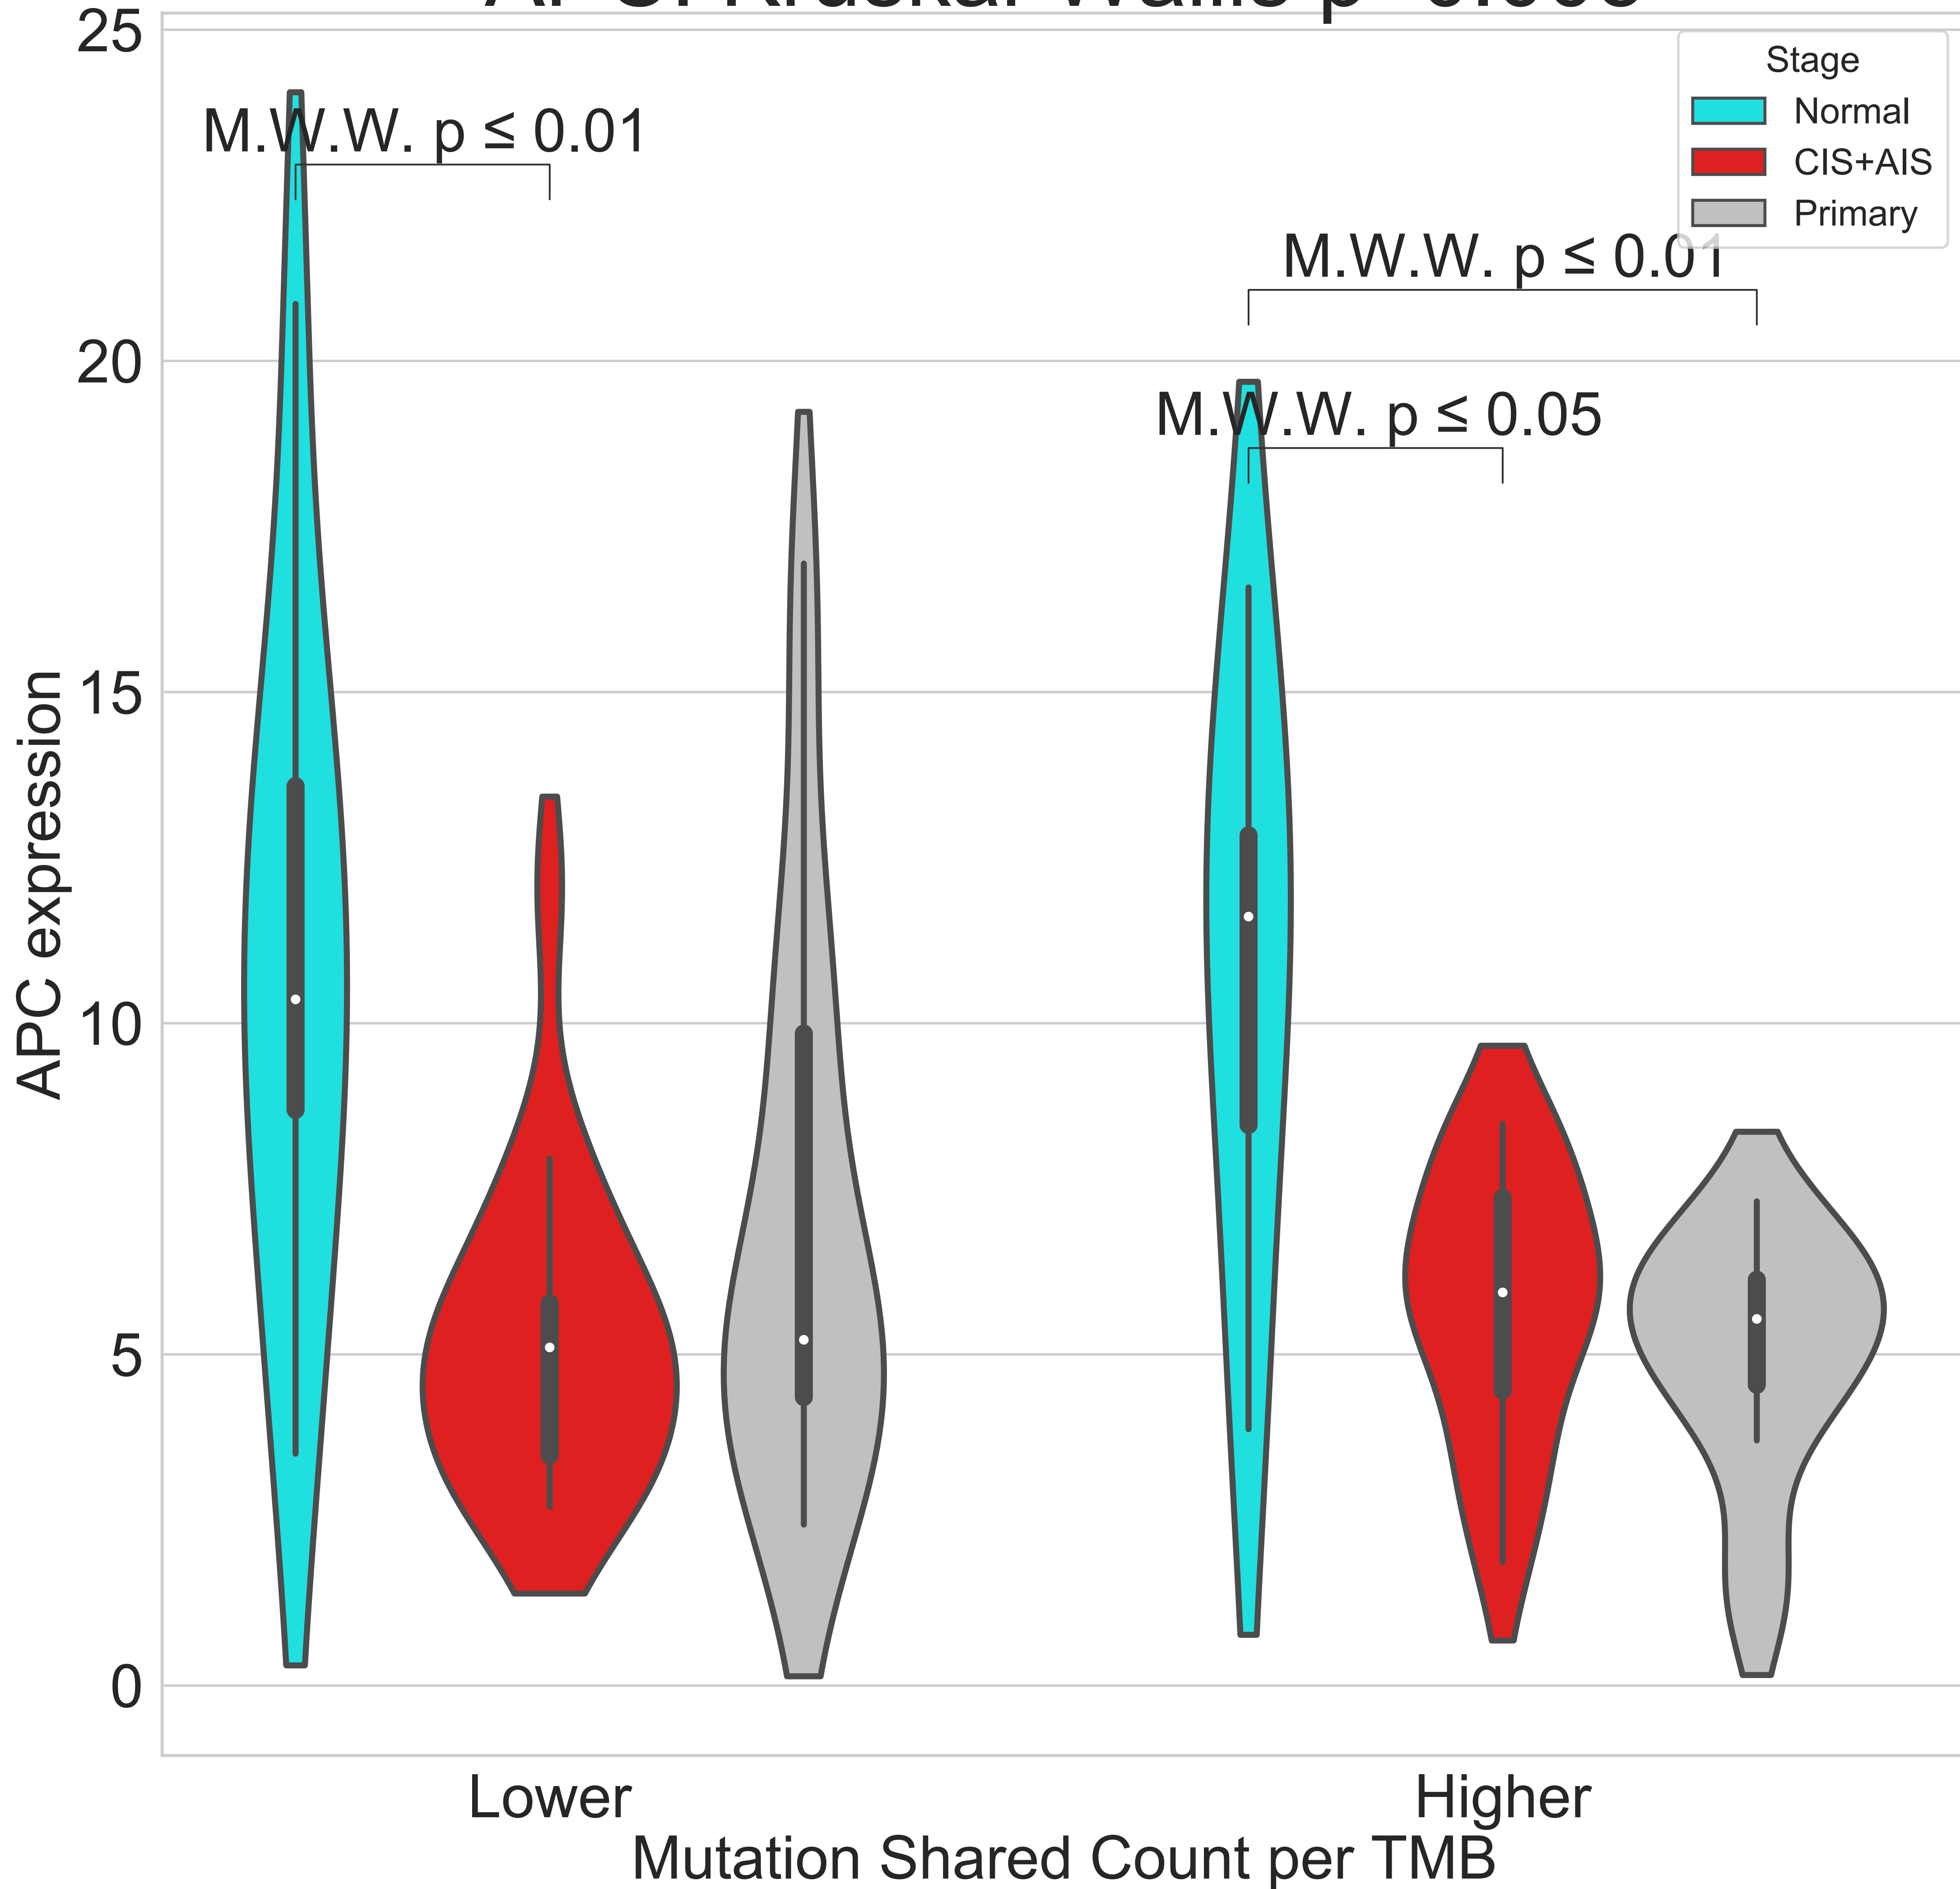 25
Stage
Normal
CIS+AIS
Primary
M.W.W. p ≤ 0.01
M.W.W. p ≤ 0.01
20
M.W.W. p ≤ 0.05
15
10
5
0
APC expression
Lower
Higher
Mutation Shared Count per TMB